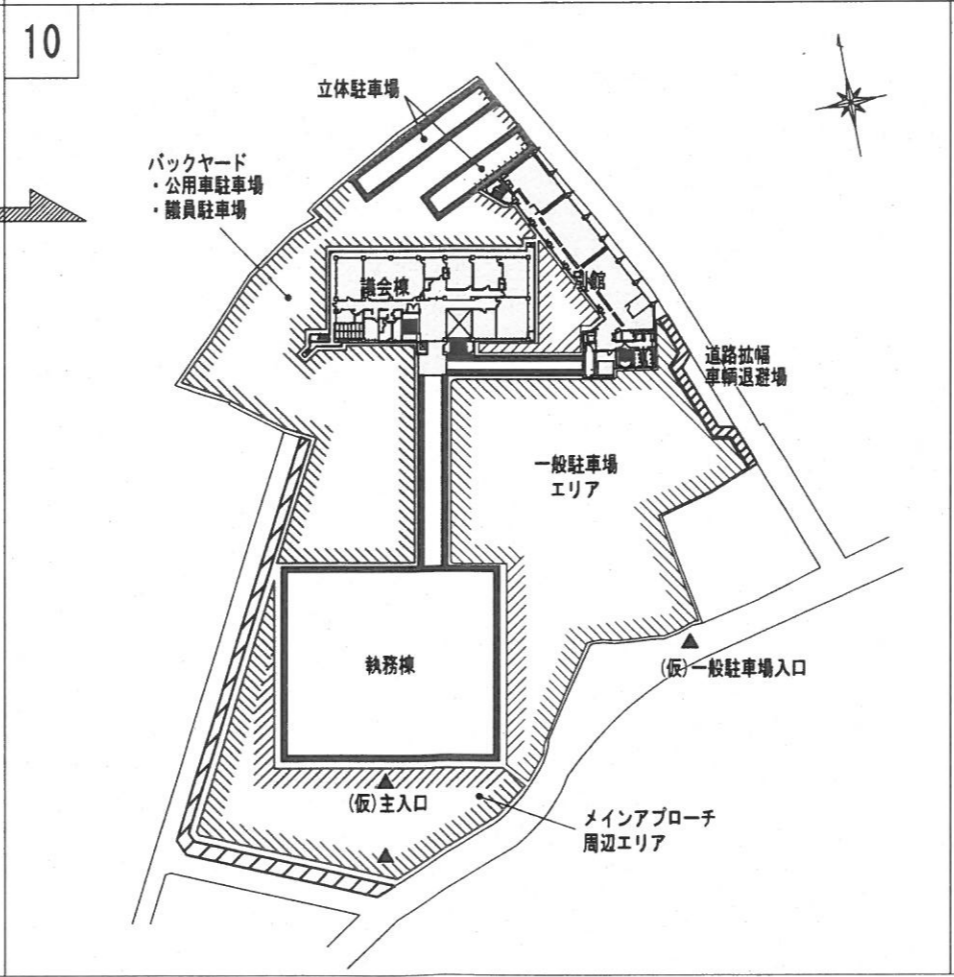 10
立体駐車場
バックヤード
・公用車駐車場
・職員駐車場
議会棟
別館
道路拡幅
車輌退避場
一般駐車場
エリア
執務棟
(仮)一般駐車場入口
(仮)主入口
メインアプローチ
周辺エリア